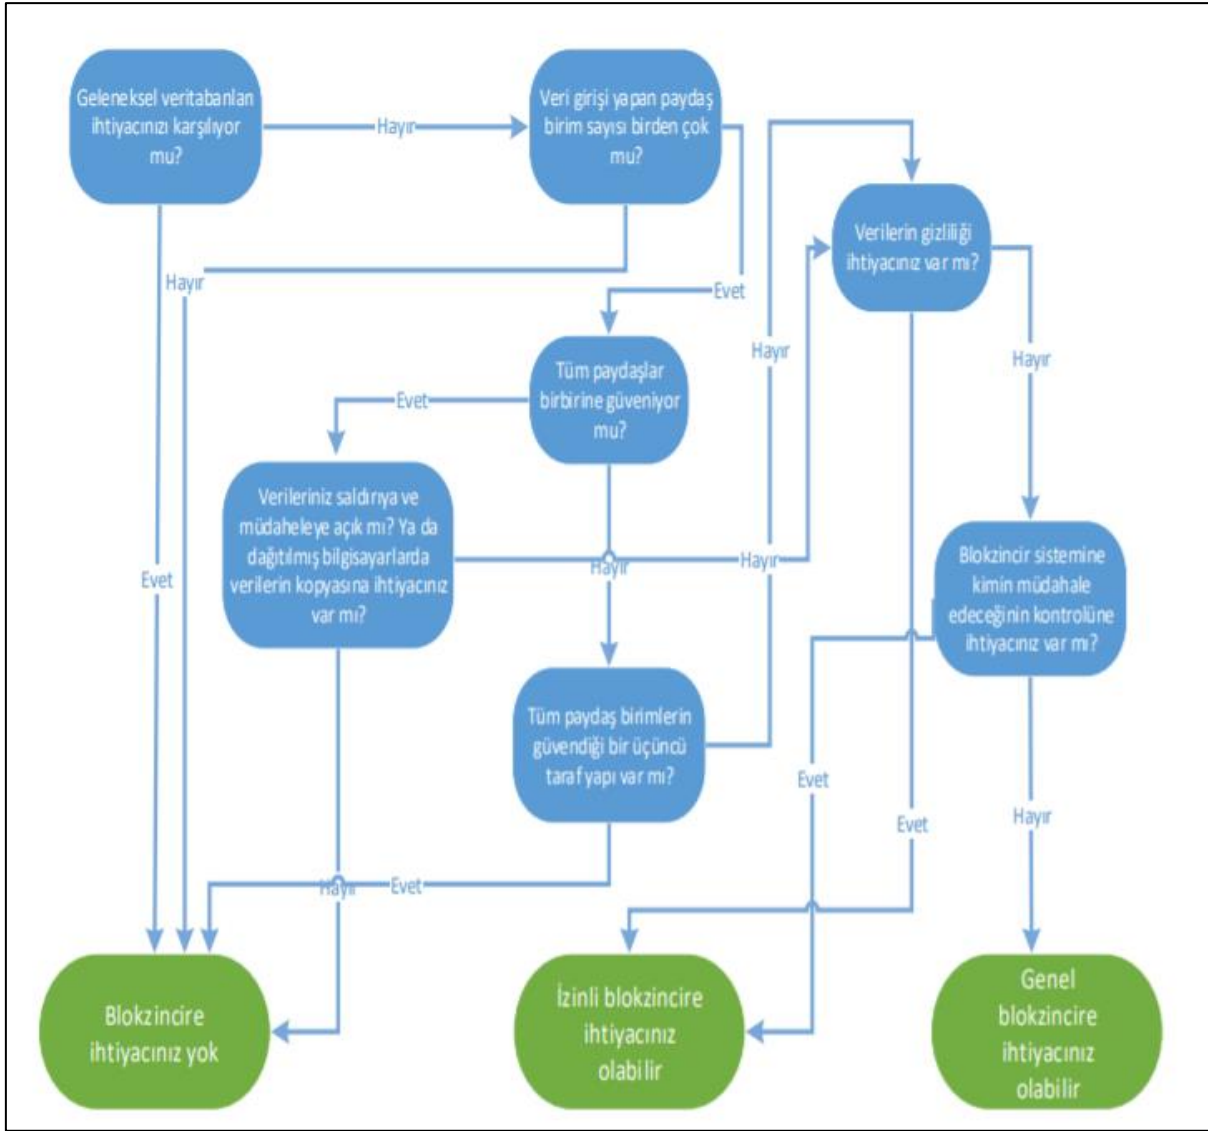 Geleneksel veritabanları
ihtiyacınızı karşılıyor
mu?
Hayır
Veri girişi yapan paydaş
birim sayısı birden çok
mu?
Verilerin gizliliği
ihtiyacınız var mı?
Hayır
Evet
Hayır
Hayır
Tüm paydaşlar
birbirine güveniyor
mu?
Evet
Verileriniz saldırıya ve
müdaheleye açık mı? Ya da
dağıtılmış bilgisayarlarda
verilerin kopyasına ihtiyacınız
var mı?
Evet
Hayır
Hayır
Blokzincir sistemine
kimin müdahale
edeceğinin kontrolüne
ihtiyacınız var mı?
Tüm paydaş birimlerin
güvendiği bir üçüncü
taraf yapı var mı?
Evet
Evet
Hayır
Hayır
Evet
Blokzincire
ihtiyacınız yok
İzinli blokzincire
ihtiyacınız
olabilir
Genel
blokzincire
ihtiyacınız
olabilir